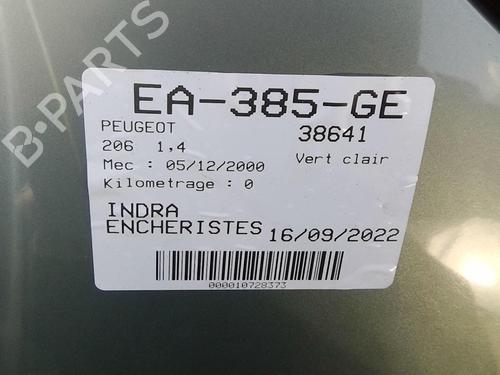 B-PARTS
EA-385-GE
PEUGEOT 38641
206 1,4 Vert clair
Mec : 05/12/2000
Kilometrage : 0
INDRA
ENCHERISTES 16/09/2022
000010728373